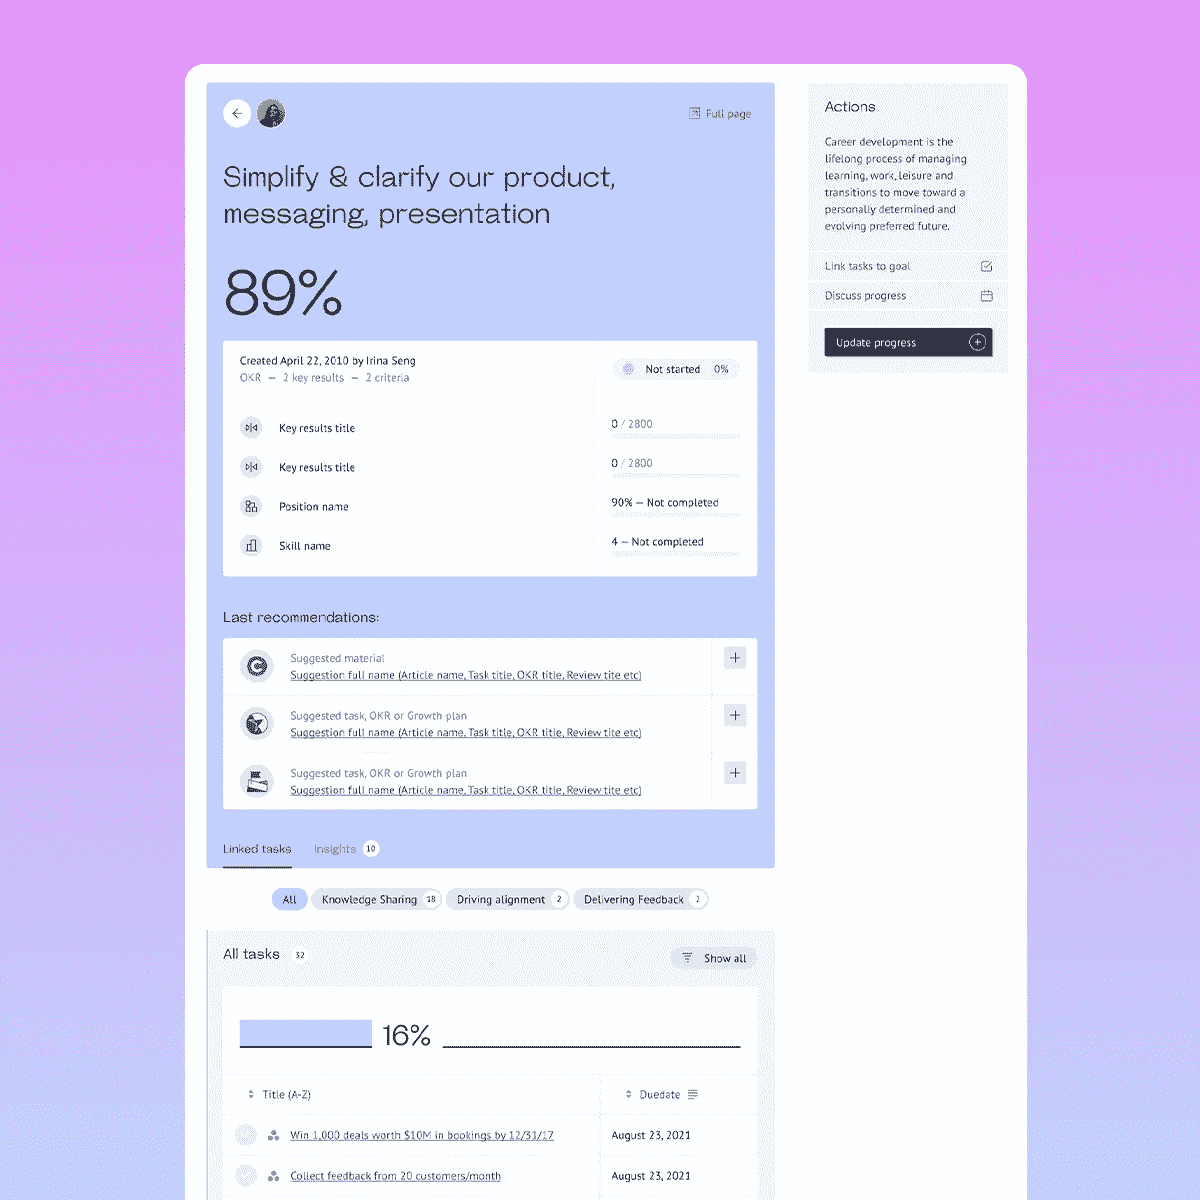 Full page
Simplify & clarify our product,
messaging, presentation
89%
Created April 22, 2010 by Irina Seng
OKR — 2 key results — 2 criteria
Not started 0%
Key results title
0 / 2800
Key results title
0 / 2800
Position name
90% — Not completed
Skill name
4 — Not completed
Last recommendations:
Suggested material
Suggestion full name (Article name, Task title, OKR title, Review tite etc)
Suggested task, OKR or Growth plan
Suggestion full name (Article name, Task title, OKR title, Review tite etc)
Suggested task, OKR or Growth plan
Suggestion full name (Article name, Task title, OKR title, Review tite etc)
Linked tasks Insights 10
All Knowledge Sharing 18 Driving alignment 2 Delivering Feedback 2
All tasks 32
Show all
16%
Title (A-Z) Duedate
Win 1,000 deals worth $10M in bookings by 12/31/17 August 23, 2021
Collect feedback from 20 customers/month August 23, 2021
Actions
Career development is the
lifelong process of managing
learning, work, leisure and
transitions to move toward a
personally determined and
evolving preferred future.
Link tasks to goal
Discuss progress
Update progress